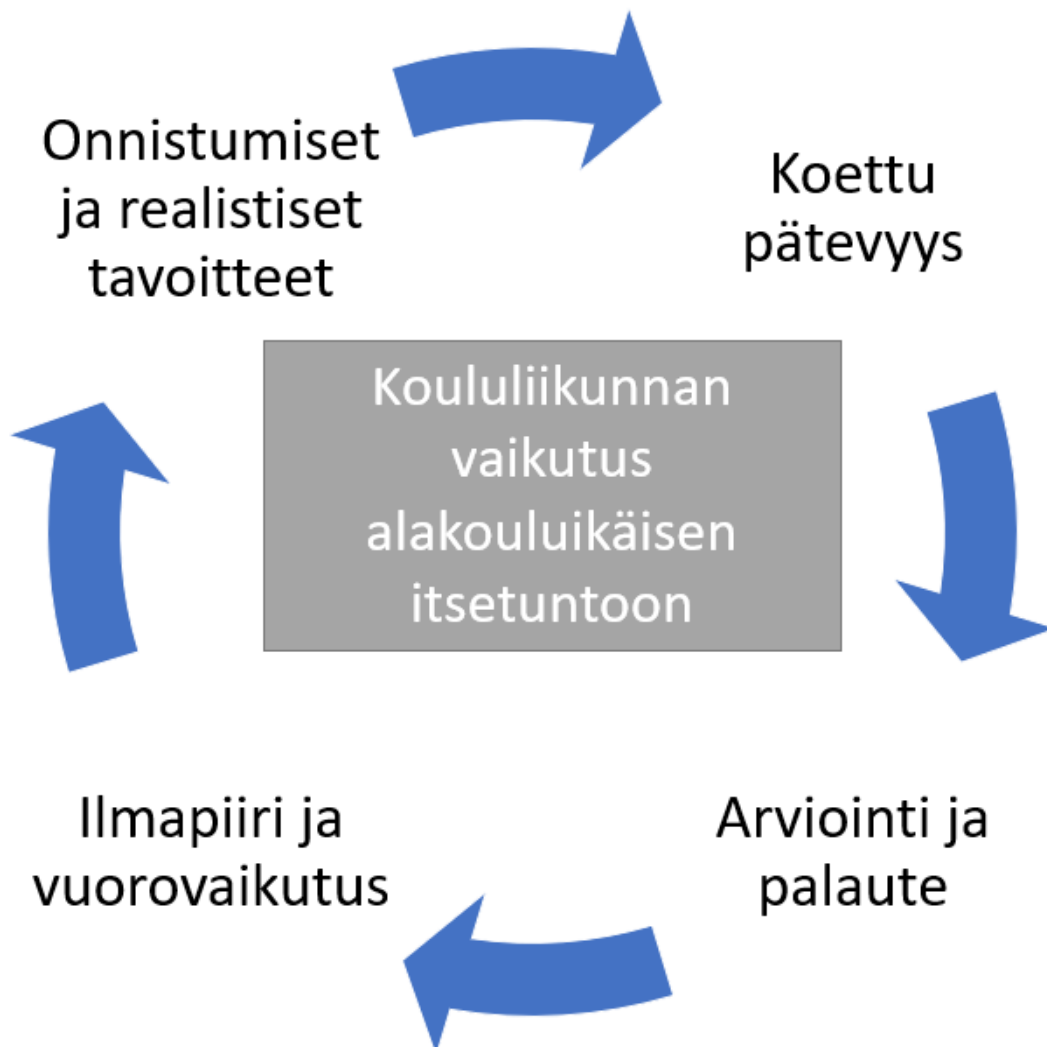 Onnistumiset
ja realistiset
tavoitteet
Koettu
pätevyys
Koululiikunnan
vaikutus
alakouluikäisen
itsetuntoon
Ilmapiiri ja
vuorovaikutus
Arviointi ja
palaute